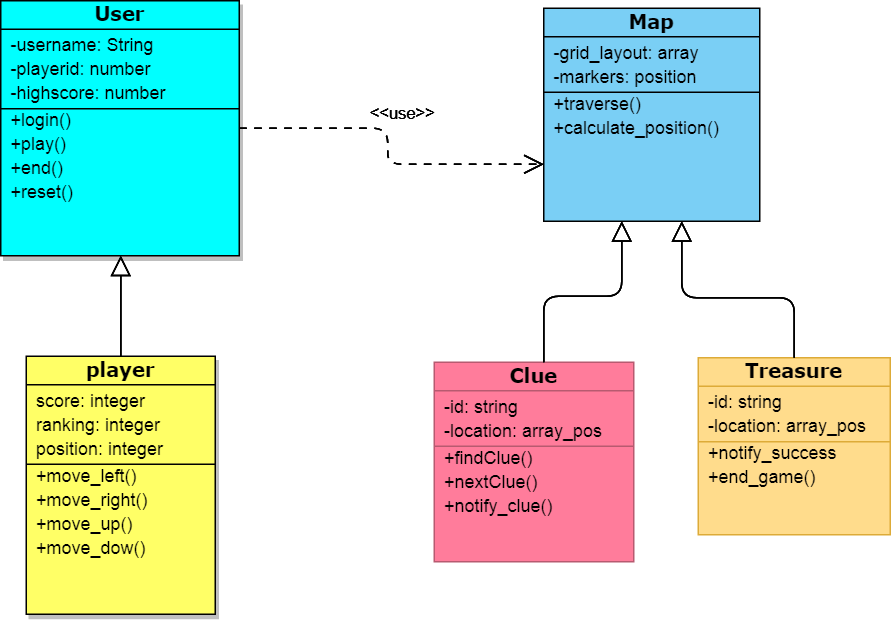 User
-username: String
-playerid: number
-highscore: number
+login()
+play()
+end()
+reset()
<<use>>
Map
-grid_layout: array
-markers: position
+traverse()
+calculate_position()
player
score: integer
ranking: integer
position: integer
+move_left()
+move_right()
+move_up()
+move_dow()
Clue
-id: string
-location: array_pos
+findClue()
+nextClue()
+notify_clue()
Treasure
-id: string
-location: array_pos
+notify_success
+end_game()